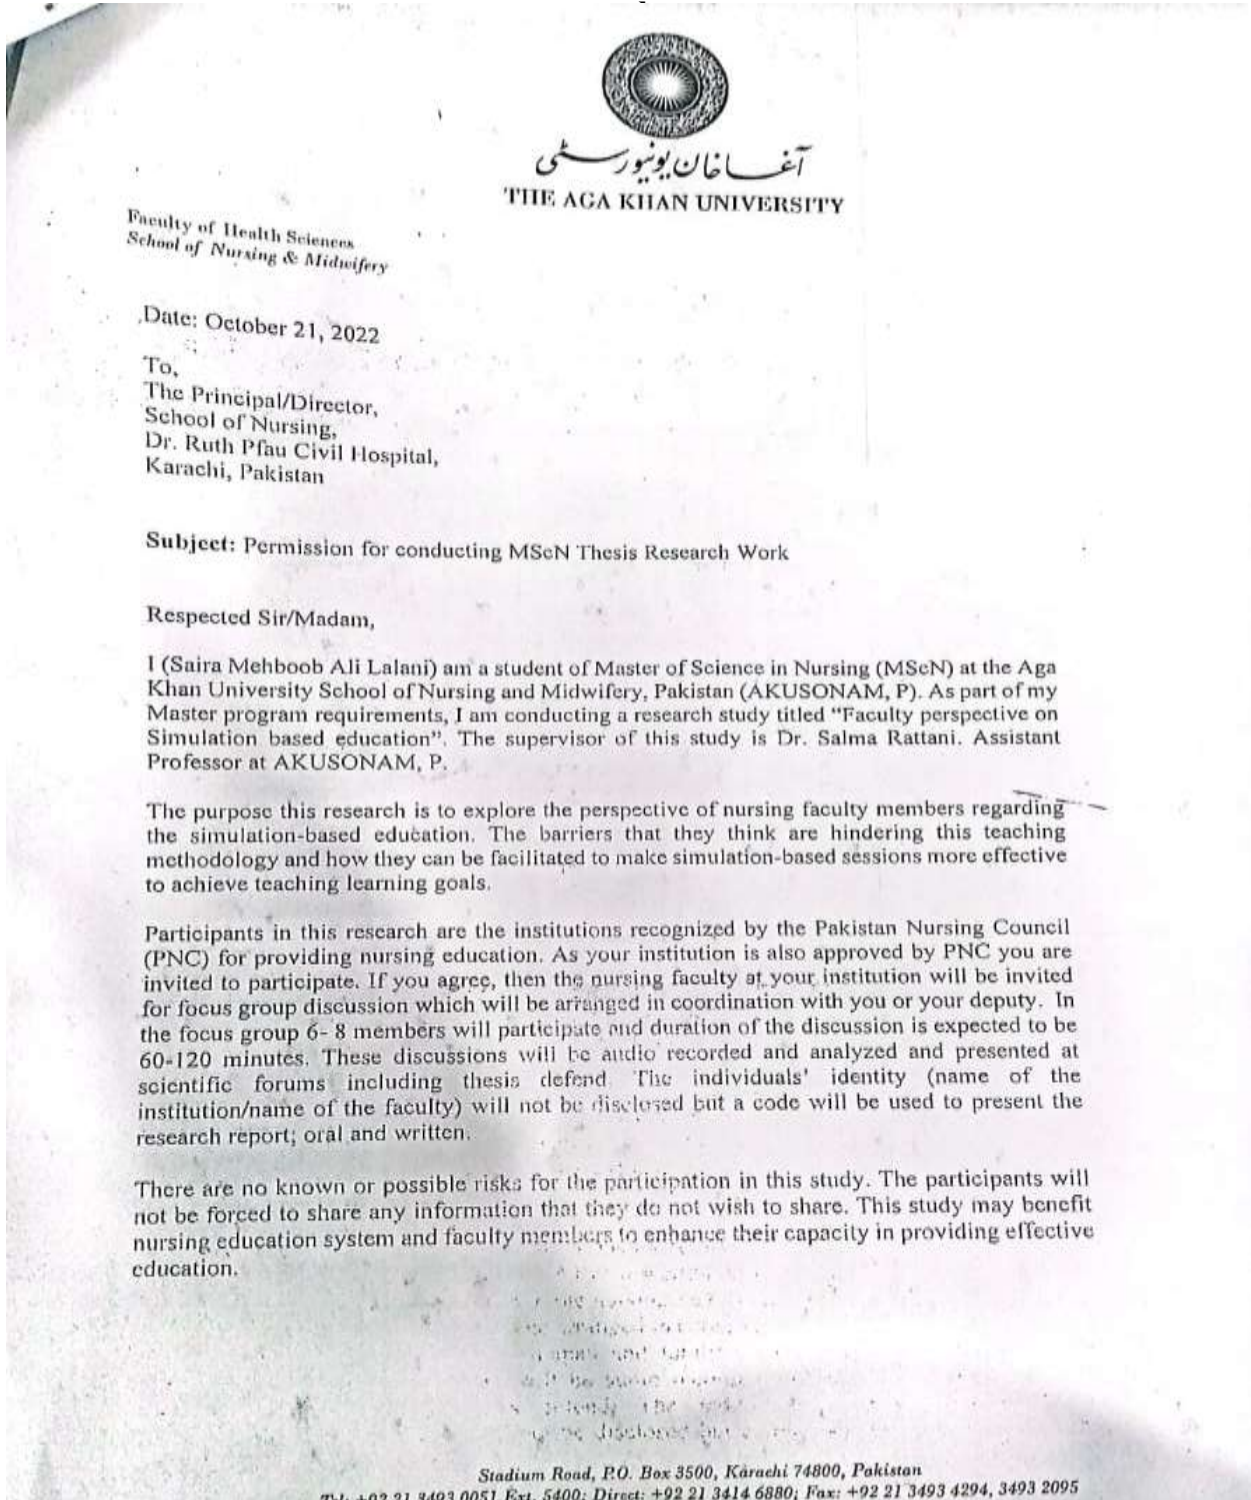 آغا خان یونیورسٹی
THE AGA KHAN UNIVERSITY
Faculty of Health Sciences
School of Nursing & Midwifery
Date: October 21, 2022
To,
The Principal/Director,
School of Nursing,
Dr. Ruth Pfau Civil Hospital,
Karachi, Pakistan
Subject: Permission for conducting MScN Thesis Research Work
Respected Sir/Madam,
I (Saira Mehboob Ali Lalani) am a student of Master of Science in Nursing (MScN) at the Aga
Khan University School of Nursing and Midwifery, Pakistan (AKUSONAM, P). As part of my
Master program requirements, I am conducting a research study titled “Faculty perspective on
Simulation based education”. The supervisor of this study is Dr. Salma Rattani. Assistant
Professor at AKUSONAM, P.
The purpose this research is to explore the perspective of nursing faculty members regarding
the simulation-based education. The barriers that they think are hindering this teaching
methodology and how they can be facilitated to make simulation-based sessions more effective
to achieve teaching learning goals.
Participants in this research are the institutions recognized by the Pakistan Nursing Council
(PNC) for providing nursing education. As your institution is also approved by PNC you are
invited to participate. If you agree, then the nursing faculty at your institution will be invited
for focus group discussion which will be arranged in coordination with you or your deputy. In
the focus group 6- 8 members will participate and duration of the discussion is expected to be
60-120 minutes. These discussions will be audio recorded and analyzed and presented at
scientific forums including thesis defend. The individuals' identity (name of the
institution/name of the faculty) will not be disclosed but a code will be used to present the
research report; oral and written.
There are no known or possible risks for the participation in this study. The participants will
not be forced to share any information that they do not wish to share. This study may benefit
nursing education system and faculty members to enhance their capacity in providing effective
education.
Stadium Road, P.O. Box 3500, Karachi 74800, Pakistan
+92 21 3493 0051 Ext. 5400; Direct: +92 21 3414 6880; Fax: +92 21 3493 4294, 3493 2095